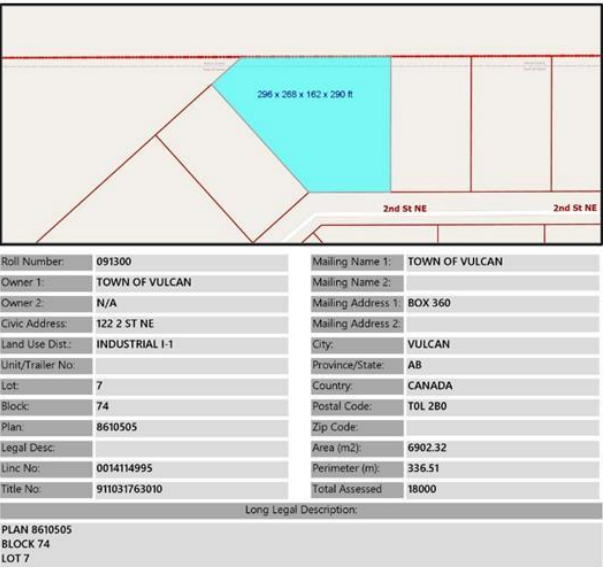 296 x 268 x 162 x 290 ft
2nd St NE 2nd St NE
Roll Number: 091300 Mailing Name 1: TOWN OF VULCAN
Owner 1: TOWN OF VULCAN Mailing Name 2:
Owner 2: N/A Mailing Address 1: BOX 360
Civic Address: 122 2 ST NE Mailing Address 2:
Land Use Dist.: INDUSTRIAL I-1 City: VULCAN
Unit/Trailer No: Province/State: AB
Lot: 7 Country: CANADA
Block: 74 Postal Code: T0L 2B0
Plan: 8610505 Zip Code:
Legal Desc: Area (m2): 6902.32
Linc No: 0014114995 Perimeter (m): 336.51
Title No: 911031763010 Total Assessed 18000
Long Legal Description:
PLAN 8610505
BLOCK 74
LOT 7